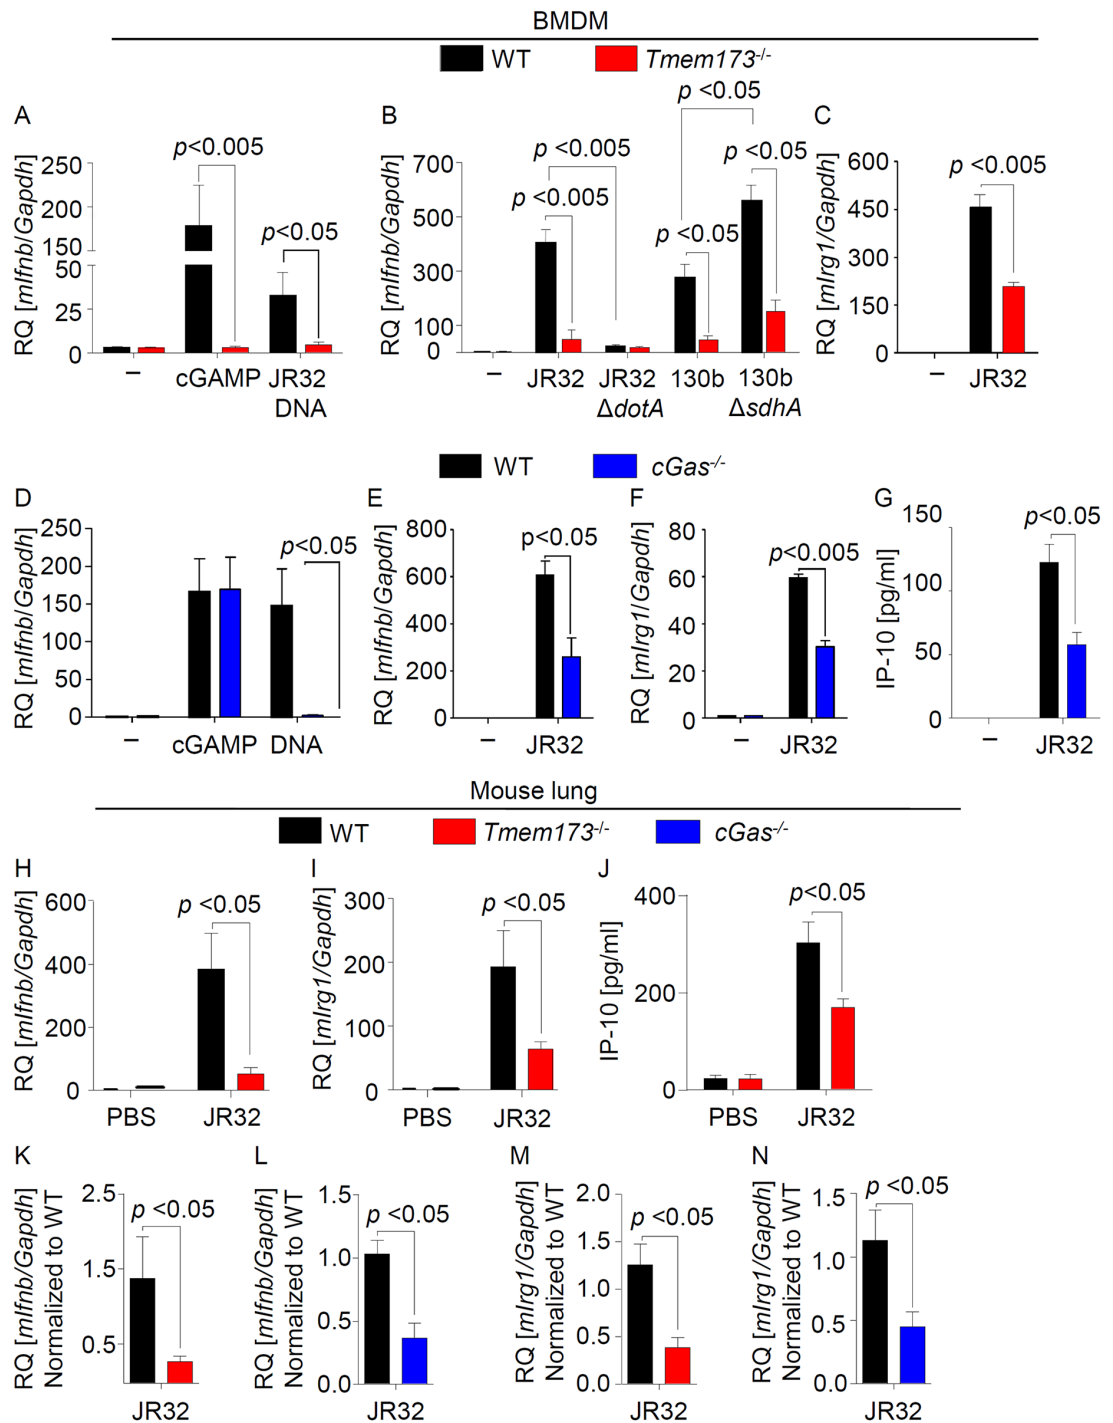 BMDM
WT
Tmem173-/-
A
RQ [mIfnb/Gapdh]
250
200
150
50
25
0
p<0.005
p<0.05
–
cGAMP
JR32
DNA
B
RQ [mIfnb/Gapdh]
700
500
300
100
0
p <0.05
p <0.005
p <0.05
p <0.005
p <0.05
–
JR32
JR32
ΔdotA
130b
130b
ΔsdhA
C
RQ [mIrg1/Gapdh]
600
450
300
150
0
p <0.005
–
JR32
WT
cGas-/-
D
RQ [mIfnb/Gapdh]
250
200
150
100
50
0
p<0.05
–
cGAMP
DNA
E
RQ [mIfnb/Gapdh]
800
600
400
200
0
p<0.05
–
JR32
F
RQ [mIrg1/Gapdh]
80
60
40
20
0
p<0.005
–
JR32
G
IP-10 [pg/ml]
150
100
50
0
p<0.05
–
JR32
Mouse lung
WT
Tmem173-/-
cGas-/-
H
RQ [mIfnb/Gapdh]
600
400
200
0
p <0.05
PBS
JR32
I
RQ [mIrg1/Gapdh]
300
200
100
0
p <0.05
PBS
JR32
J
IP-10 [pg/ml]
400
200
0
p<0.05
PBS
JR32
K
RQ [mIfnb/Gapdh]
Normalized to WT
2.5
1.5
0.5
p <0.05
JR32
L
RQ [mIfnb/Gapdh]
Normalized to WT
1.5
1.0
0.5
0.0
p <0.05
JR32
M
RQ [mIrg1/Gapdh]
Normalized to WT
2.0
1.5
1.0
0.5
0.0
p <0.05
JR32
N
RQ [mIrg1/Gapdh]
Normalized to WT
1.5
1.0
0.5
0.0
p <0.05
JR32